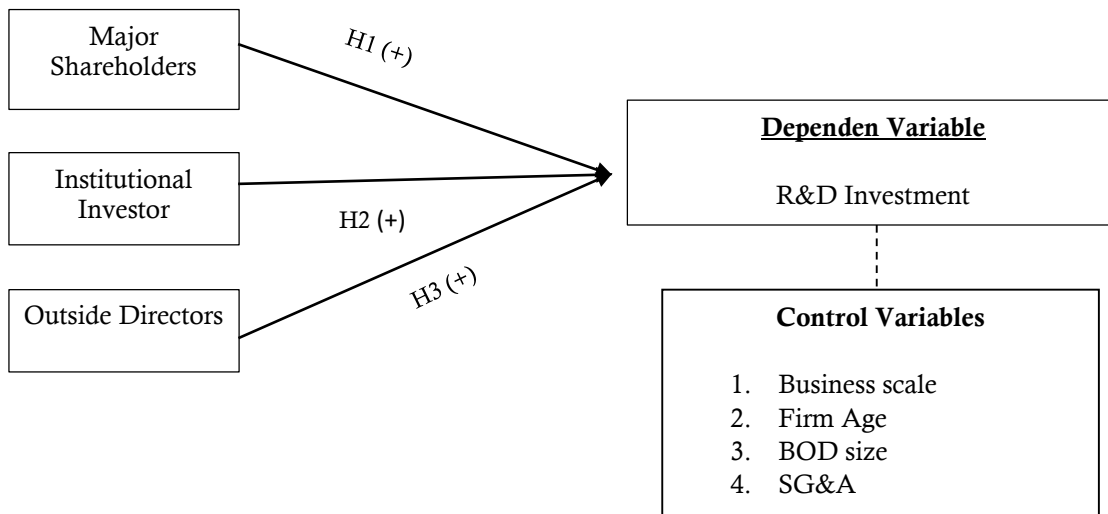 Major
Shareholders
H1 (+)
Institutional
Investor
H2 (+)
Outside Directors
H3 (+)
Dependen Variable
R&D Investment
Control Variables
1. Business scale
2. Firm Age
3. BOD size
4. SG&A